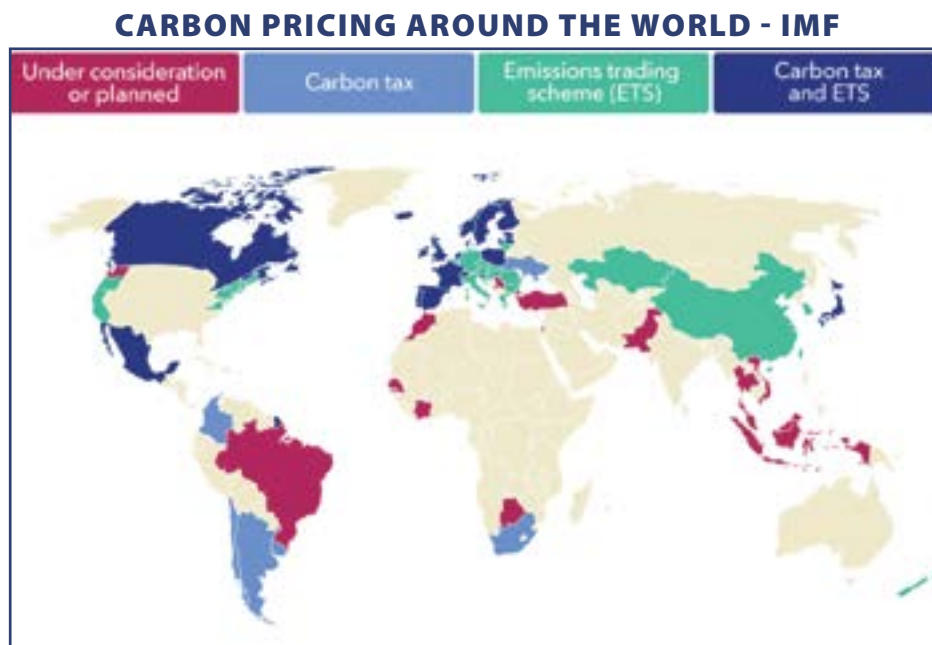 CARBON PRICING AROUND THE WORLD - IMF
Under consideration
or planned
Carbon tax
Emissions trading
scheme (ETS)
Carbon tax
and ETS